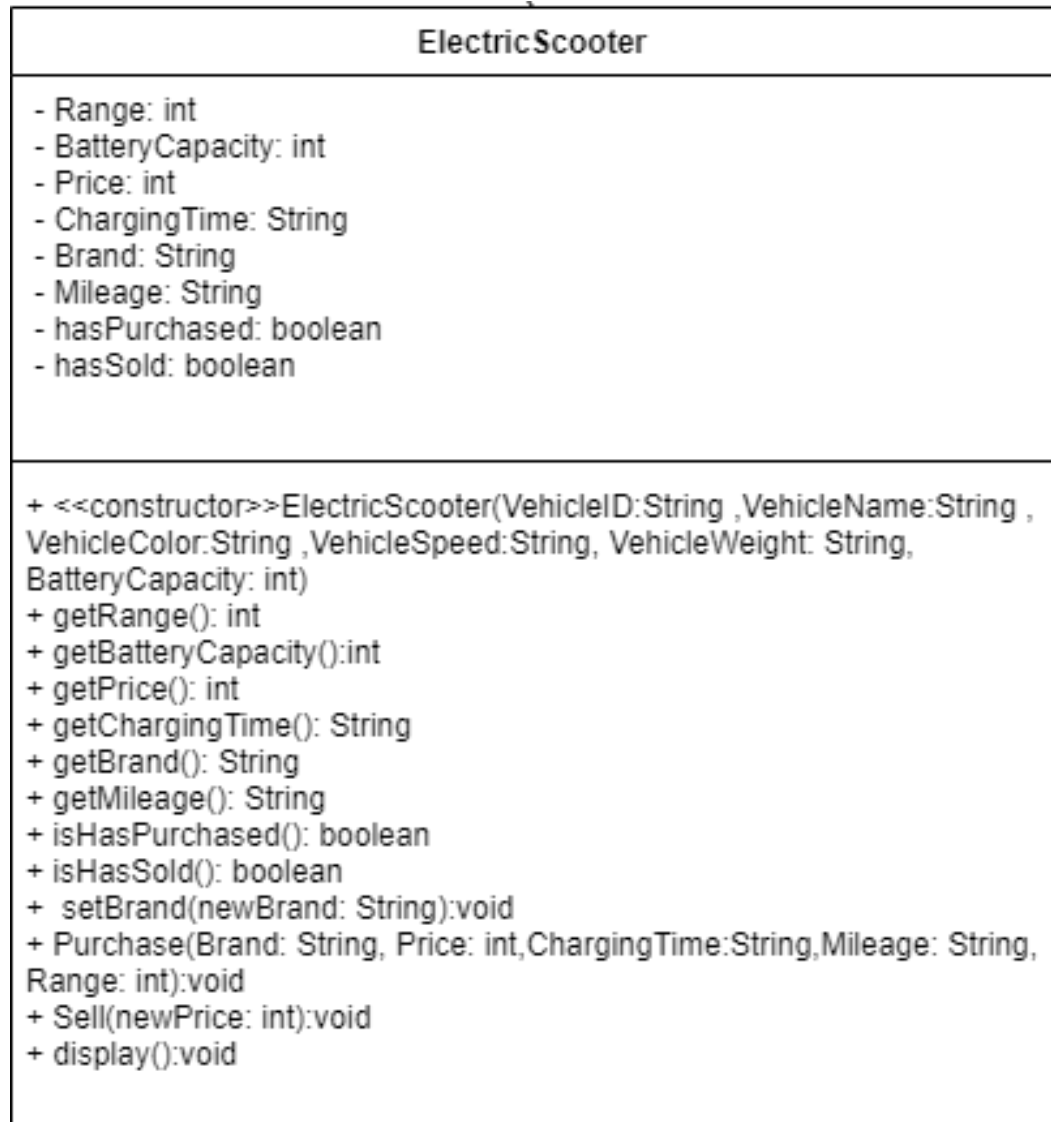 ElectricScooter
- Range: int
- BatteryCapacity: int
- Price: int
- ChargingTime: String
- Brand: String
- Mileage: String
- hasPurchased: boolean
- hasSold: boolean
+ <<constructor>>ElectricScooter(VehicleID:String ,VehicleName:String ,
VehicleColor:String ,VehicleSpeed:String, VehicleWeight: String,
BatteryCapacity: int)
+ getRange(): int
+ getBatteryCapacity():int
+ getPrice(): int
+ getChargingTime(): String
+ getBrand(): String
+ getMileage(): String
+ isHasPurchased(): boolean
+ isHasSold(): boolean
+  setBrand(newBrand: String):void
+ Purchase(Brand: String, Price: int,ChargingTime:String,Mileage: String,
Range: int):void
+ Sell(newPrice: int):void
+ display():void